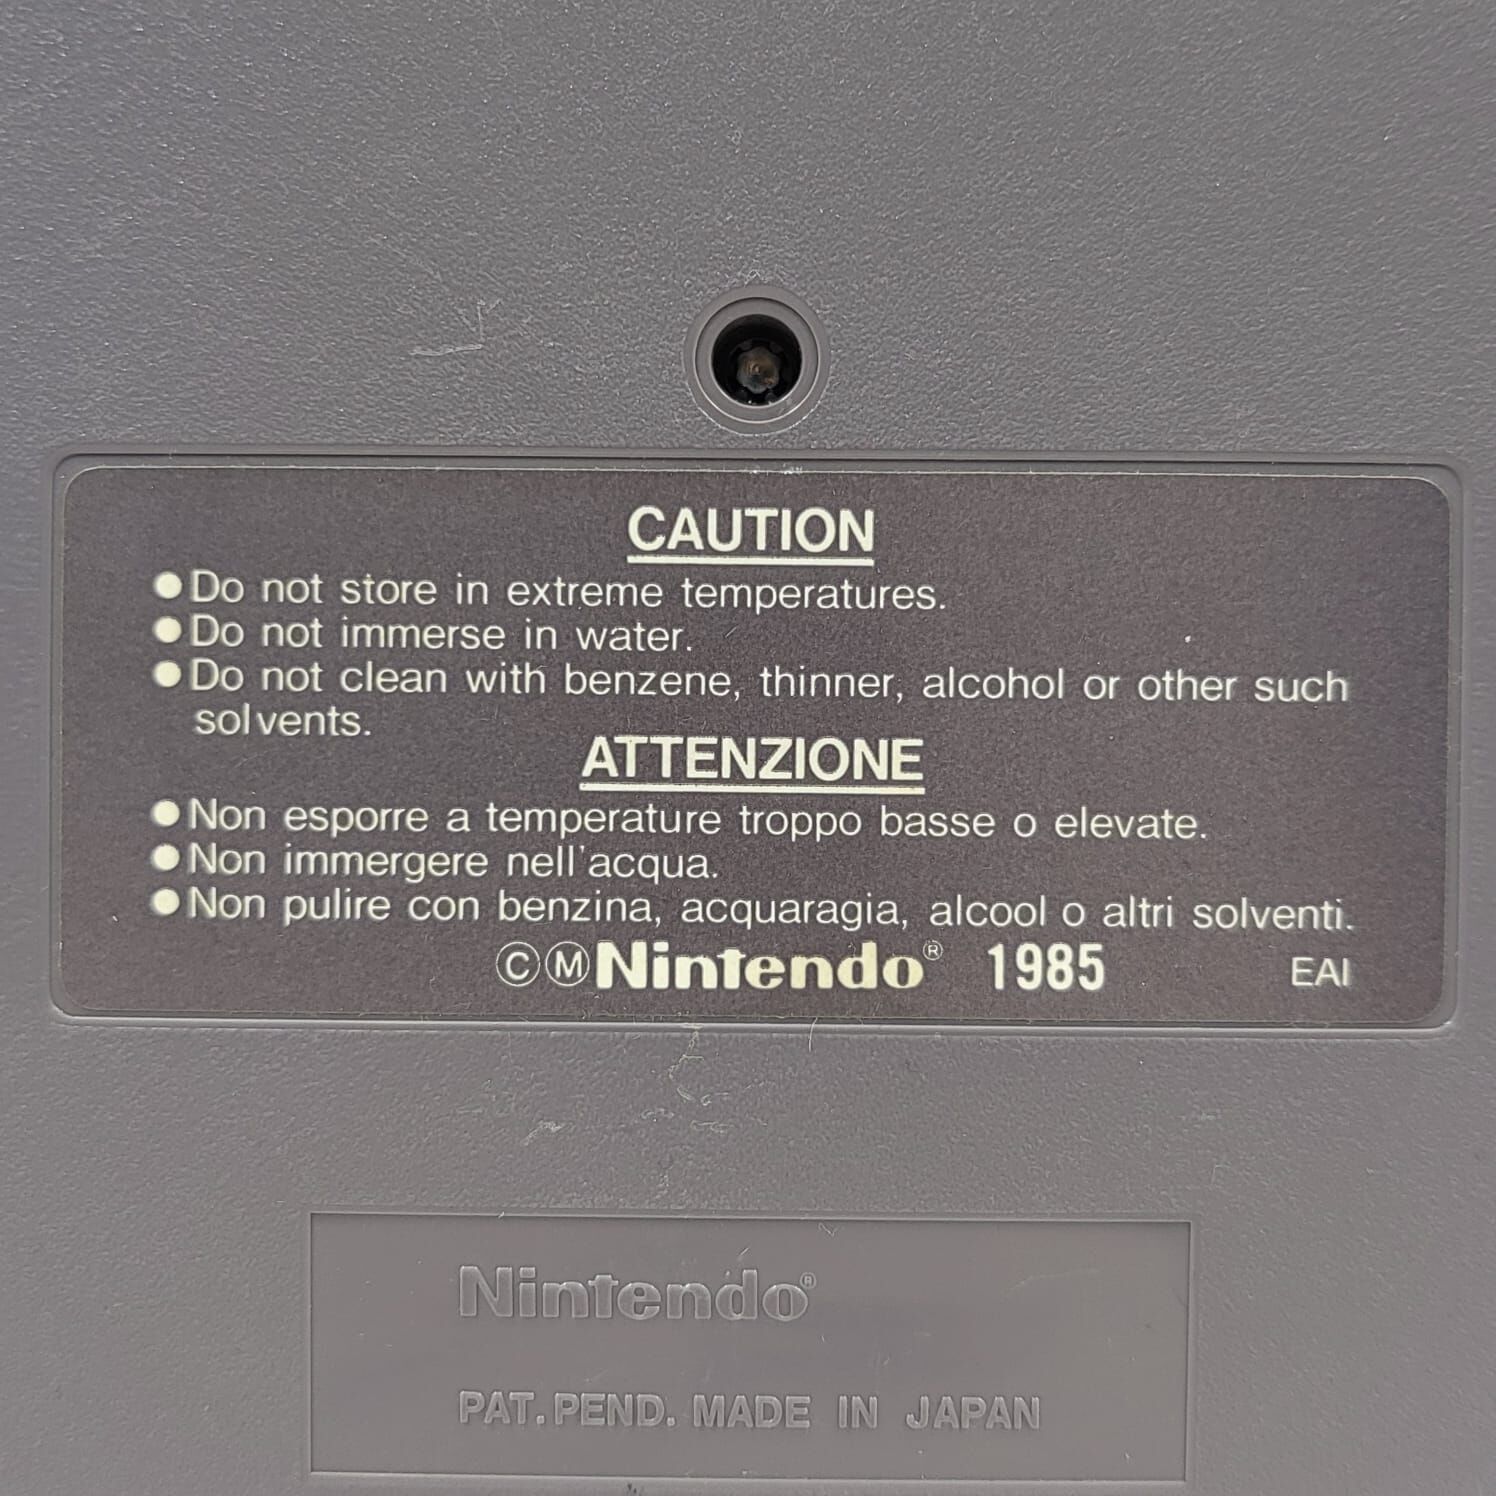 CAUTION
●Do not store in extreme temperatures.
●Do not immerse in water.
●Do not clean with benzene, thinner, alcohol or other such
solvents.
ATTENZIONE
●Non esporre a temperature troppo basse o elevate.
●Non immergere nell'acqua.
●Non pulire con benzina, acquaragia, alcool o altri solventi.
ⒸⓂNintendo® 1985 EAI
Nintendo®
PAT. PEND. MADE IN JAPAN